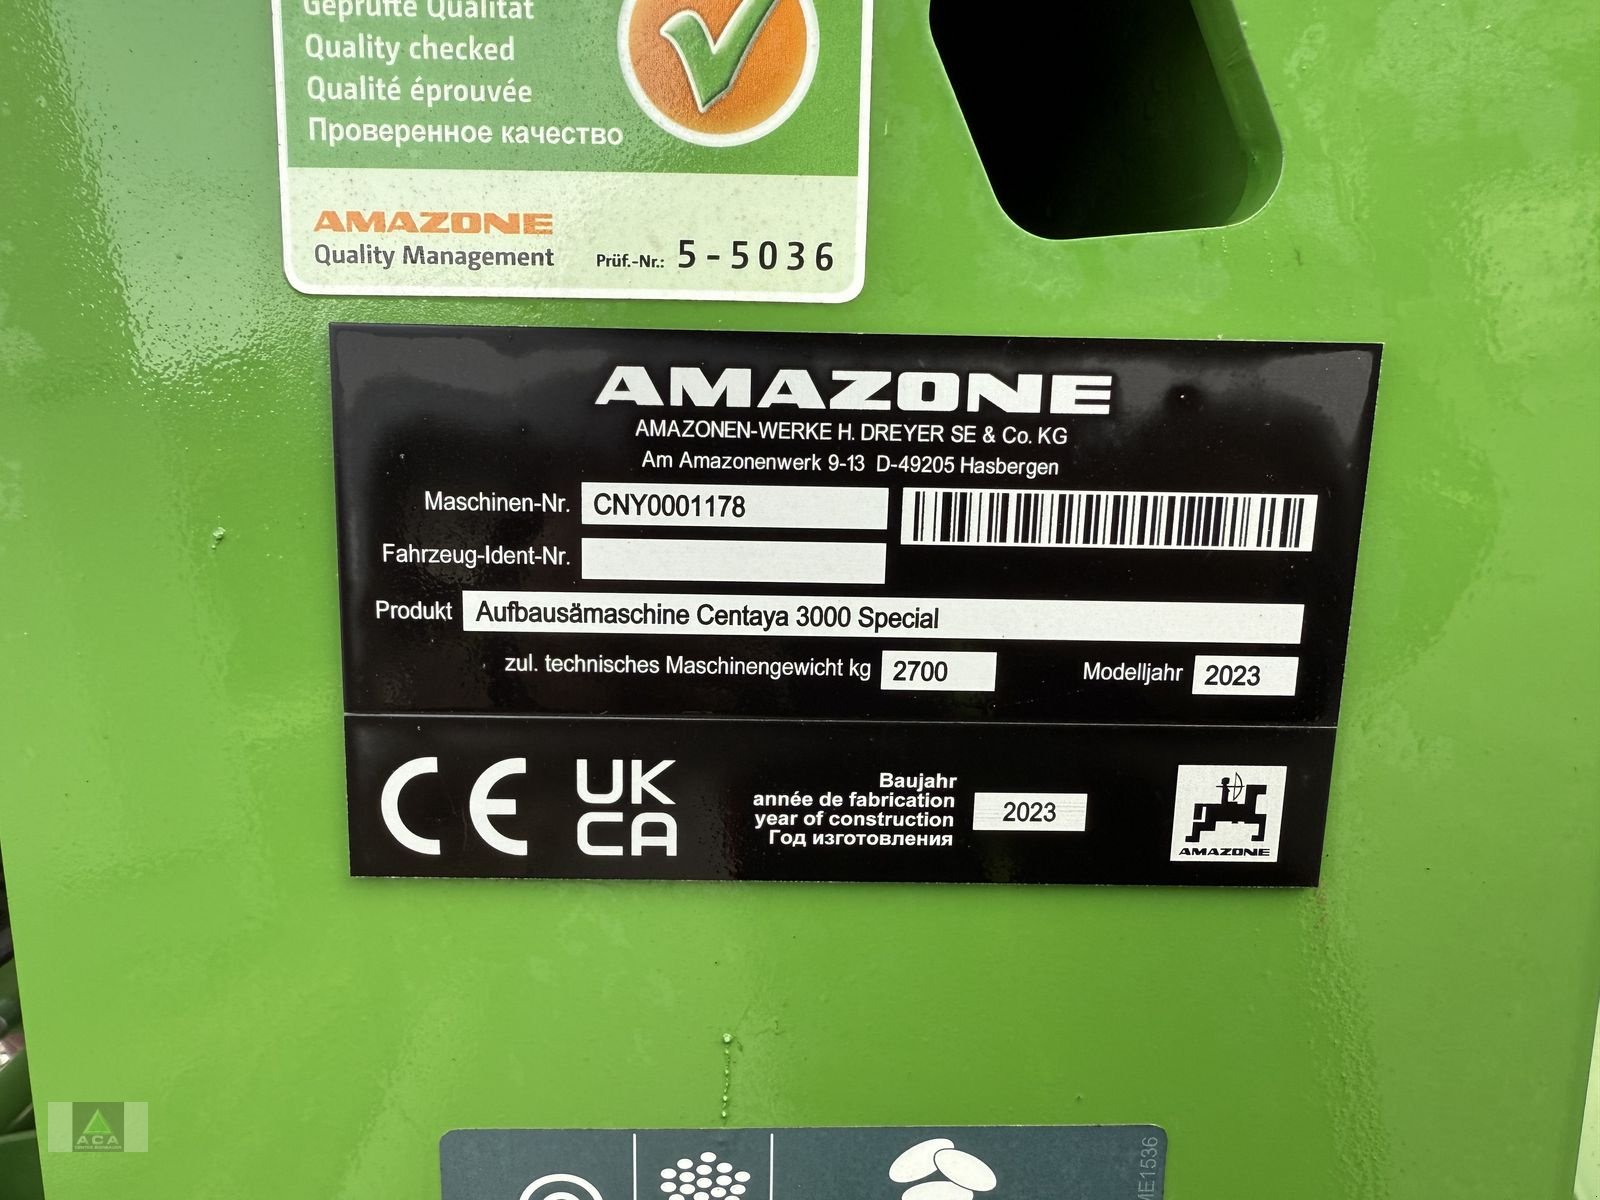 Geprüfte Qualität
Quality checked
Qualité éprouvée
Проверенное качество
AMAZONE
Quality Management
Prüf.-Nr.: 5-5036
AMAZONE
AMAZONEN-WERKE H. DREYER SE & Co. KG
Am Amazonenwerk 9-13 D-49205 Hasbergen
Maschinen-Nr. CNY0001178
Fahrzeug-Ident-Nr.
Produkt Aufbausämaschine Centaya 3000 Special
zul. technisches Maschinengewicht kg 2700 Modelljahr 2023
CE UK CA
Baujahr
année de fabrication
year of construction
Год изготовления
2023
AMAZONE
ME1536
ACA